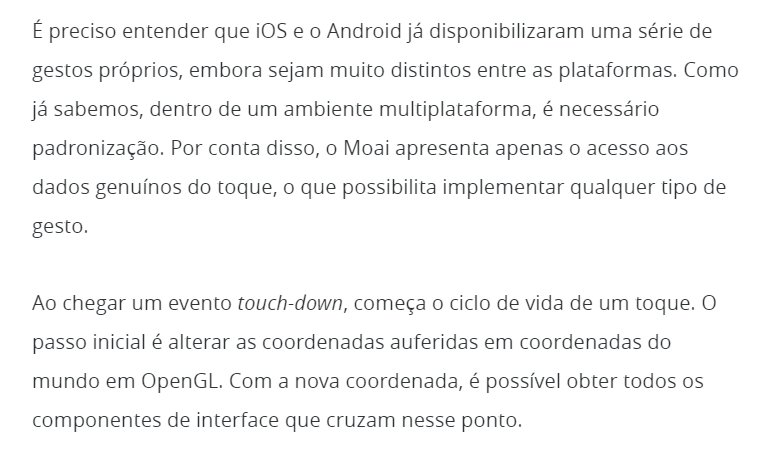 É preciso entender que iOS e o Android já disponibilizaram uma série de
gestos próprios, embora sejam muito distintos entre as plataformas. Como
já sabemos, dentro de um ambiente multiplataforma, é necessário
padronização. Por conta disso, o Moai apresenta apenas o acesso aos
dados genuínos do toque, o que possibilita implementar qualquer tipo de
gesto.
Ao chegar um evento touch-down, começa o ciclo de vida de um toque. O
passo inicial é alterar as coordenadas auferidas em coordenadas do
mundo em OpenGL. Com a nova coordenada, é possível obter todos os
componentes de interface que cruzam nesse ponto.